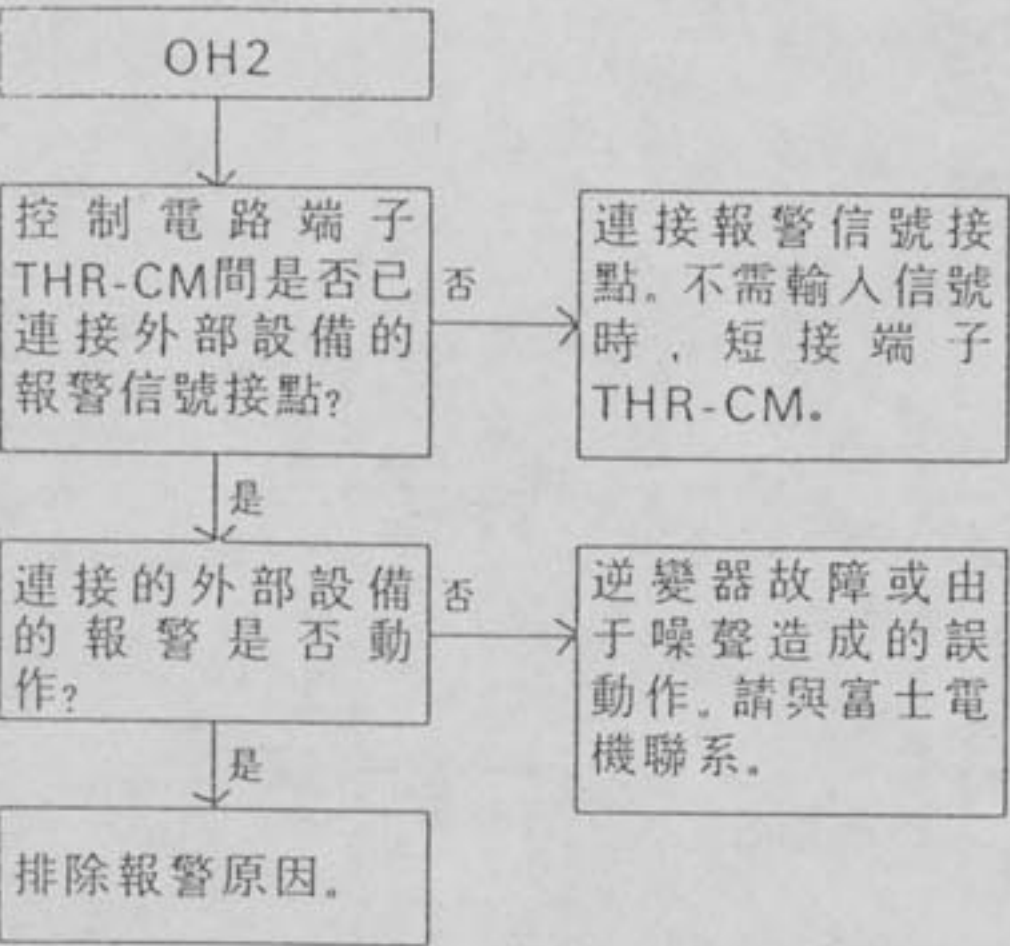 OH2
控制電路端子
THR-CM間是否已
連接外部設備的
報警信號接點?
否
連接報警信號接
點。不需輸入信號
時,短接端子
THR-CM。
是
連接的外部設備
的報警是否動
作?
否
逆變器故障或由
于噪聲造成的誤
動作。請與富士電
機聯系。
是
排除報警原因。